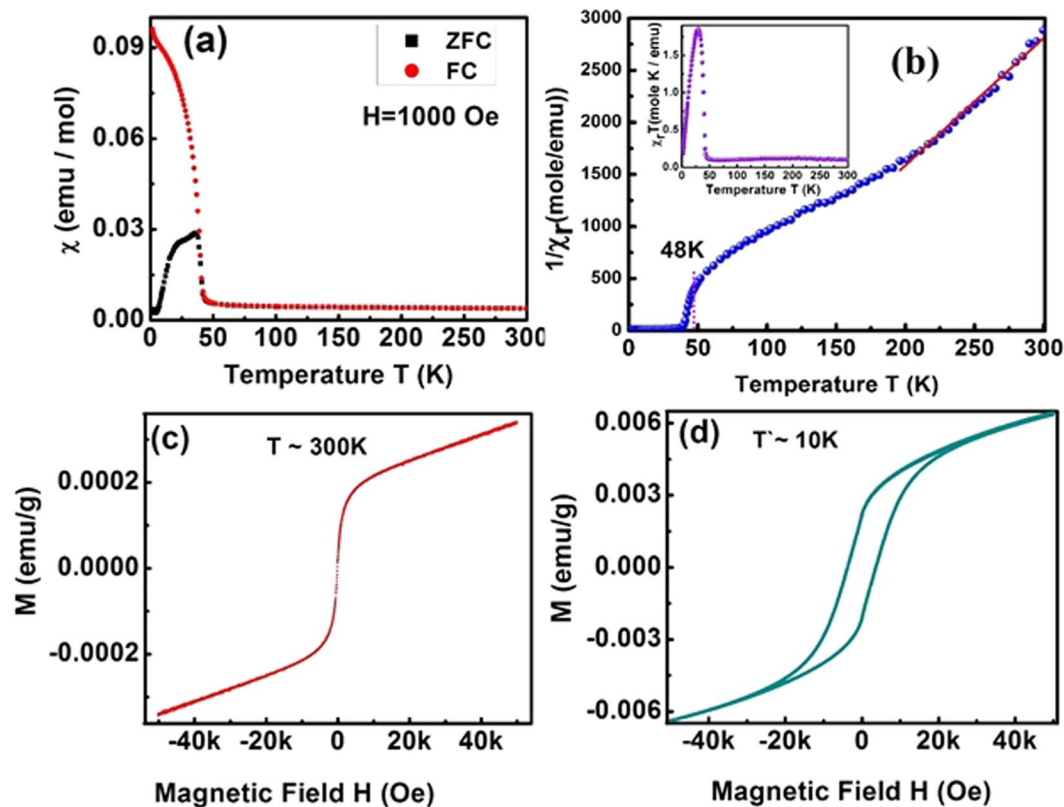 (a)
ZFC
FC
H=1000 Oe
χ (emu / mol)
0.09
0.06
0.03
0.00
0 50 100 150 200 250 300
Temperature T (K)
(b)
1/χr(mole/emu))
3000
2500
2000
1500
1000
500
0
48K
0 50 100 150 200 250 300
Temperature T (K)
χrT(mole K / emu)
1.5
1.0
0.5
0.0
0 50 100 150 200 250 300
Temperature T (K)
(c)
T ~ 300K
M (emu/g)
0.0002
0.0000
-0.0002
-40k -20k 0 20k 40k
Magnetic Field H (Oe)
(d)
T`~ 10K
M (emu/g)
0.006
0.003
0.000
-0.003
-0.006
-40k -20k 0 20k 40k
Magnetic Field H (Oe)